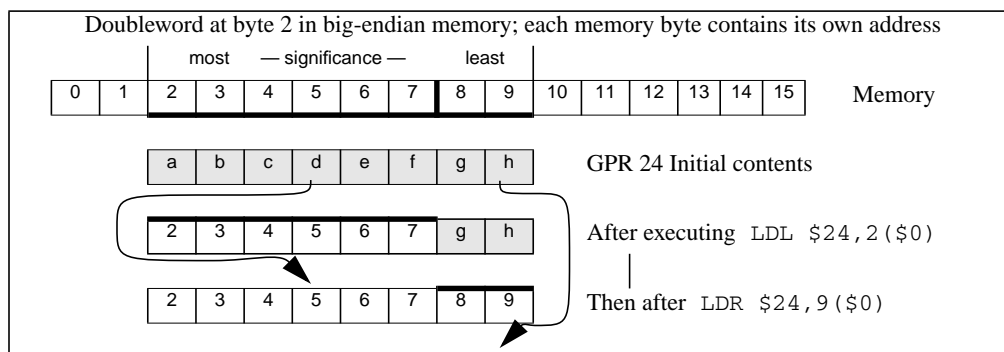 Doubleword at byte 2 in big-endian memory; each memory byte contains its own address
most — significance — least
0 1 2 3 4 5 6 7 8 9 10 11 12 13 14 15 Memory
a b c d e f g h GPR 24 Initial contents
2 3 4 5 6 7 g h After executing LDL $24,2($0)
2 3 4 5 6 7 8 9 Then after LDR $24,9($0)